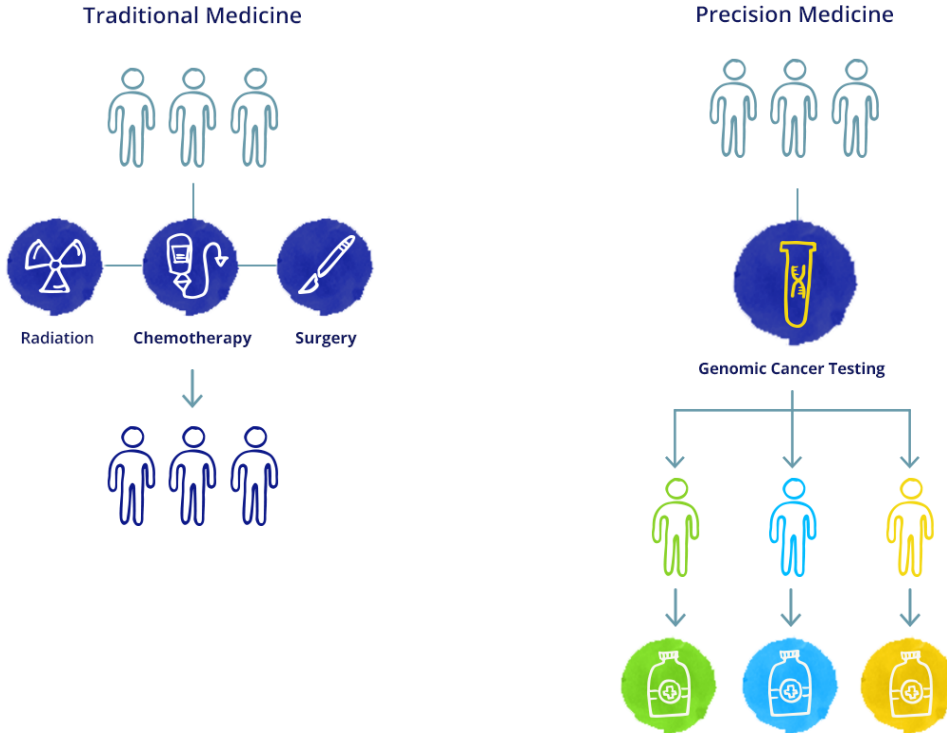 Traditional Medicine
Precision Medicine
Radiation
Chemotherapy
Surgery
Genomic Cancer Testing